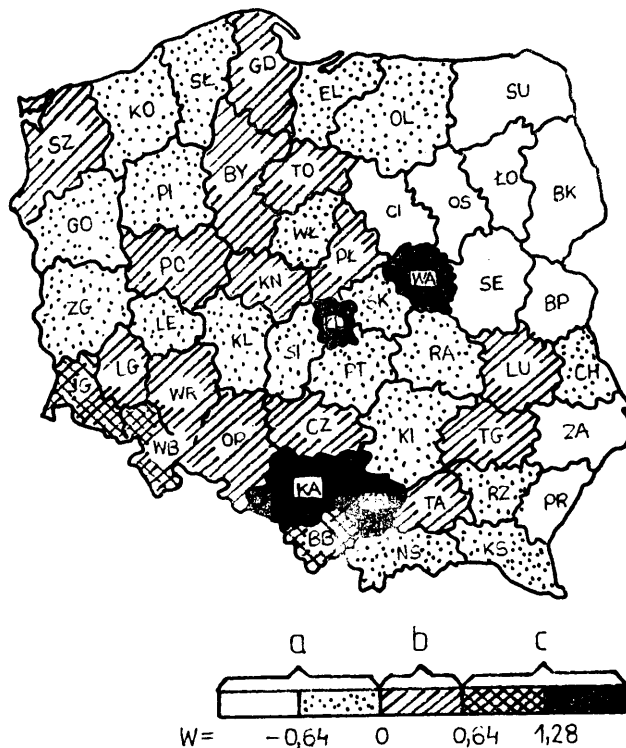 GD
SŁ
KO
EL
OL
SU
SZ
BY
TO
ŁO
PI
CI
OS
BK
GO
WŁ
PŁ
WA
SE
PO
KN
SK
BP
ZG
LE
KL
SI
RA
PT
LG
LU
CH
JG
WR
WB
OP
CZ
KI
TG
ZA
KA
RZ
PR
TA
BB
NS
KS
a b c
W= -0,64 0 0,64 1,28